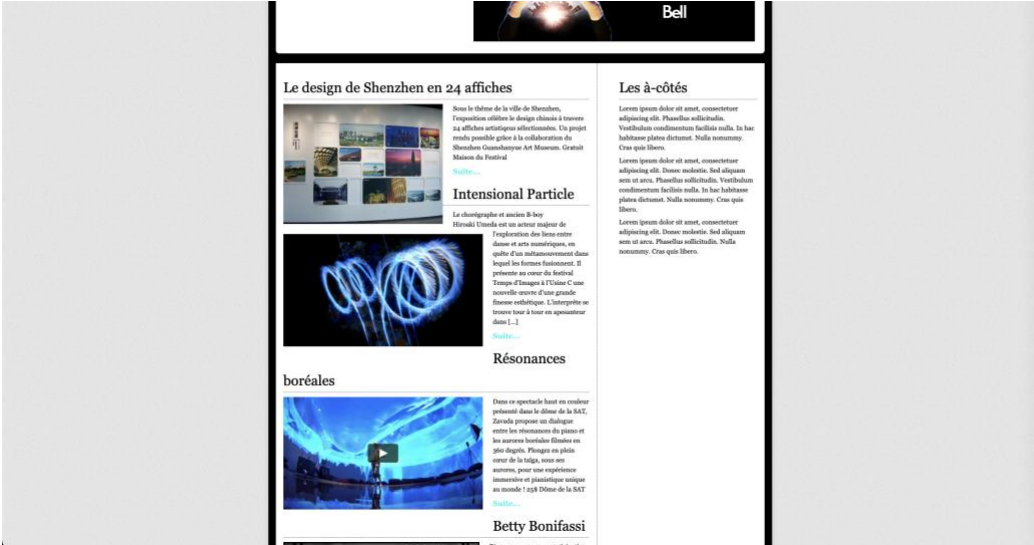 Bell
Le design de Shenzhen en 24 affiches
Sous le thème de la ville de Shenzhen,
l'exposition célèbre le design chinois à travers
24 affiches artistiqeus sélectionnées. Un projet
rendu possible grâce à la collaboration du
Shenzhen Guanshanyue Art Museum. Gratuit
Maison du Festival
Suite...
Intensional Particle
Le chorégraphe et ancien B-boy
Hiroaki Umeda est un acteur majeur de
l'exploration des liens entre
danse et arts numériques, en
quête d'un métamouvement dans
lequel les formes fusionnent. Il
présente au cœur du festival
Temps d'Images à l'Usine C une
nouvelle œuvre d'une grande
finesse esthétique. L'interprète se
trouve tour à tour en apesanteur
dans [...]
Suite...
Résonances
boréales
Dans ce spectacle haut en couleur
présenté dans le dôme de la SAT,
Zavada propose un dialogue
entre les résonances du piano et
les aurores boréales filmées en
360 degrés. Plongez en plein
cœur de la taïga, sous ses
aurores, pour une expérience
immersive et pianistique unique
au monde ! 25$ Dôme de la SAT
Suite...
Betty Bonifassi
Les à-côtés
Lorem ipsum dolor sit amet, consectetuer
adipiscing elit. Phasellus sollicitudin.
Vestibulum condimentum facilisis nulla. In hac
habitasse platea dictumst. Nulla nonummy.
Cras quis libero.
Lorem ipsum dolor sit amet, consectetuer
adipiscing elit. Donec molestie. Sed aliquam
sem ut arcu. Phasellus sollicitudin. Vestibulum
condimentum facilisis nulla. In hac habitasse
platea dictumst. Nulla nonummy. Cras quis
libero.
Lorem ipsum dolor sit amet, consectetuer
adipiscing elit. Donec molestie. Sed aliquam
sem ut arcu. Phasellus sollicitudin. Nulla
nonummy. Cras quis libero.